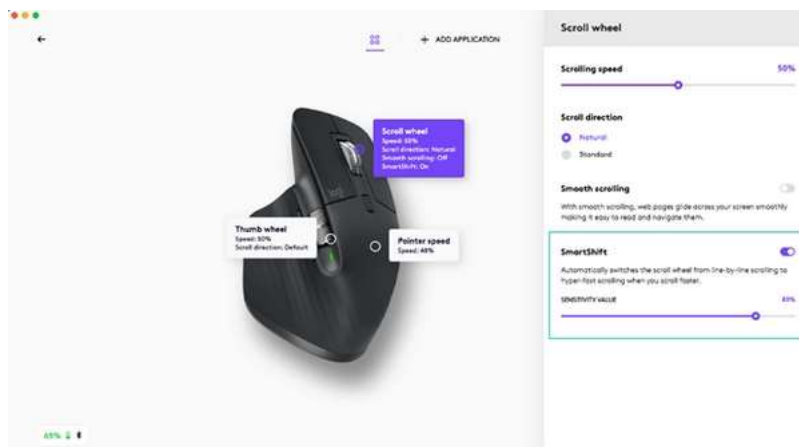 + ADD APPLICATION
Scroll wheel
Speed: 50%
Scroll direction: Natural
Smooth scrolling: Off
SmartShift: On
logi
Thumb wheel
Speed: 50%
Scroll direction: Default
Pointer speed
Speed: 48%
Scroll wheel
Scrolling speed 50%
Scroll direction
Natural
Standard
Smooth scrolling
With smooth scrolling, web pages glide across your screen smoothly
making it easy to read and navigate them.
SmartShift
Automatically switches the scroll wheel from line-by-line scrolling to
hyper-fast scrolling when you scroll faster.
SENSITIVITY VALUE